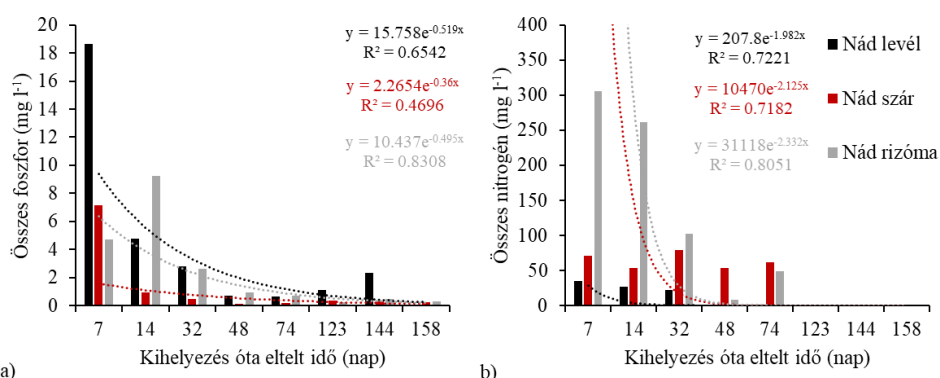 20
18
16
14
12
10
8
6
4
2
0
Összes foszfor (mg l-1)
y = 15.758e-0.519x
R² = 0.6542
y = 2.2654e-0.36x
R² = 0.4696
y = 10.437e-0.495x
R² = 0.8308
7 14 32 48 74 123 144 158
Kihelyezés óta eltelt idő (nap)
a)
400
350
300
250
200
150
100
50
0
Összes nitrogén (mg l-1)
y = 207.8e-1.982x
R² = 0.7221
y = 10470e-2.125x
R² = 0.7182
y = 31118e-2.332x
R² = 0.8051
Nád levél
Nád szár
Nád rizóma
7 14 32 48 74 123 144 158
Kihelyezés óta eltelt idő (nap)
b)